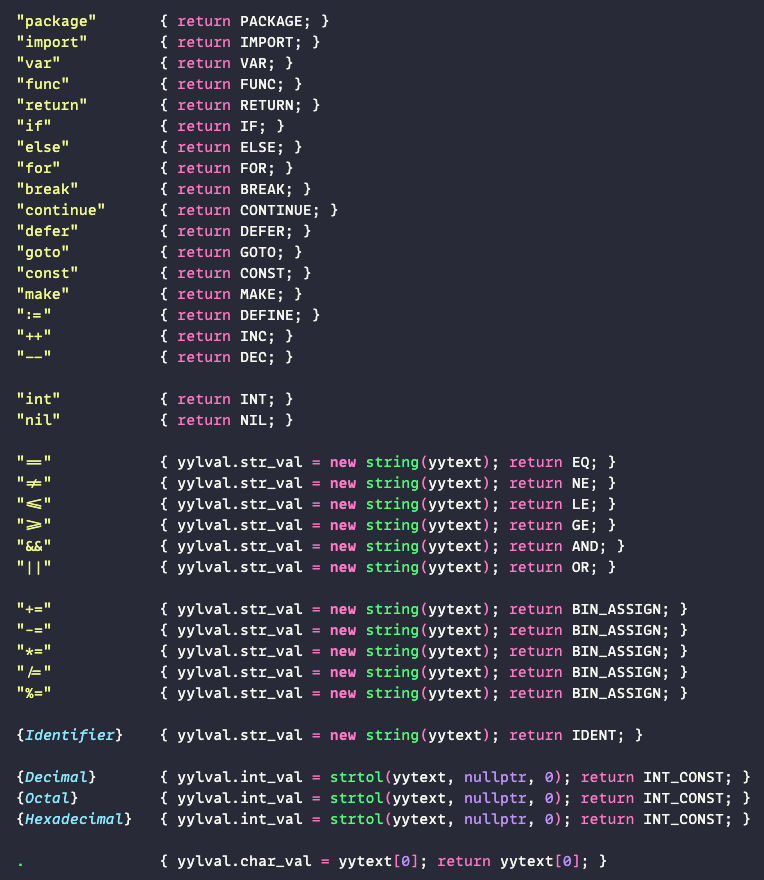 "package" { return PACKAGE; }
"import" { return IMPORT; }
"var" { return VAR; }
"func" { return FUNC; }
"return" { return RETURN; }
"if" { return IF; }
"else" { return ELSE; }
"for" { return FOR; }
"break" { return BREAK; }
"continue" { return CONTINUE; }
"defer" { return DEFER; }
"goto" { return GOTO; }
"const" { return CONST; }
"make" { return MAKE; }
":=" { return DEFINE; }
"++" { return INC; }
"--" { return DEC; }
"int" { return INT; }
"nil" { return NIL; }
"==" { yylval.str_val = new string(yytext); return EQ; }
"!=" { yylval.str_val = new string(yytext); return NE; }
"<=" { yylval.str_val = new string(yytext); return LE; }
">=" { yylval.str_val = new string(yytext); return GE; }
"&&" { yylval.str_val = new string(yytext); return AND; }
"||" { yylval.str_val = new string(yytext); return OR; }
"+=" { yylval.str_val = new string(yytext); return BIN_ASSIGN; }
"-=" { yylval.str_val = new string(yytext); return BIN_ASSIGN; }
"*=" { yylval.str_val = new string(yytext); return BIN_ASSIGN; }
"/=" { yylval.str_val = new string(yytext); return BIN_ASSIGN; }
"%=" { yylval.str_val = new string(yytext); return BIN_ASSIGN; }
{Identifier} { yylval.str_val = new string(yytext); return IDENT; }
{Decimal} { yylval.int_val = strtol(yytext, nullptr, 0); return INT_CONST; }
{Octal} { yylval.int_val = strtol(yytext, nullptr, 0); return INT_CONST; }
{Hexadecimal} { yylval.int_val = strtol(yytext, nullptr, 0); return INT_CONST; }
. { yylval.char_val = yytext[0]; return yytext[0]; }